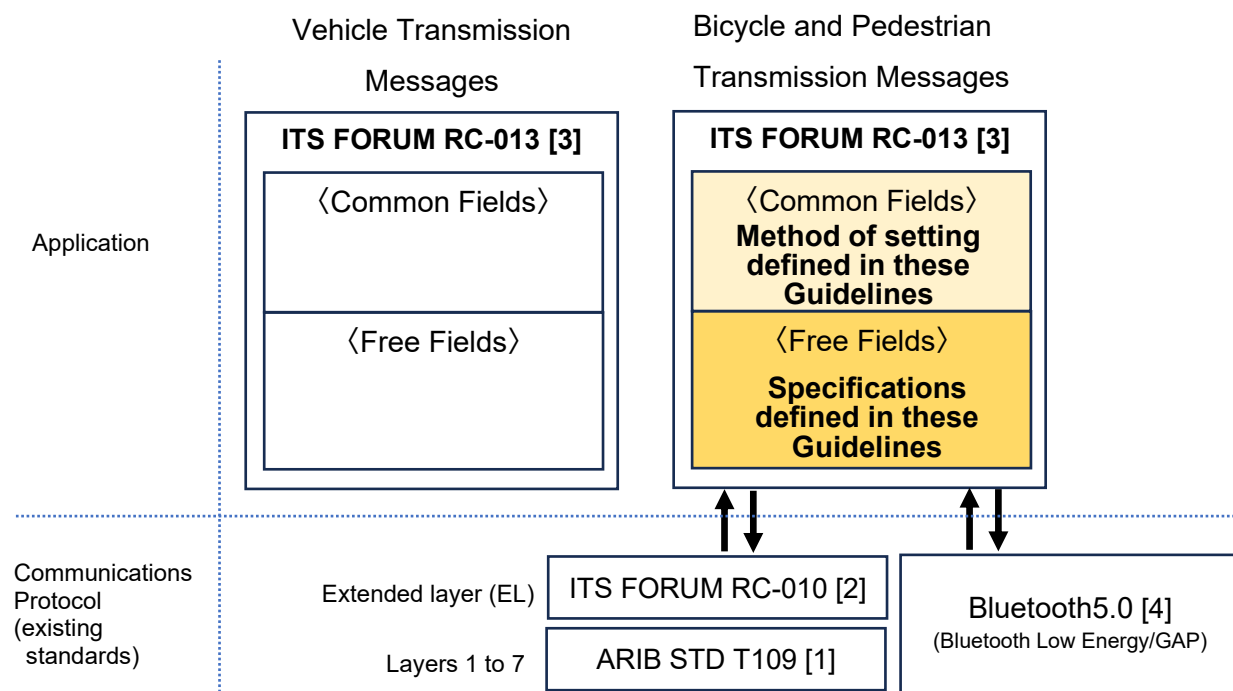 Vehicle Transmission
Messages
Bicycle and Pedestrian
Transmission Messages
Application
ITS FORUM RC-013 [3]
〈Common Fields〉
〈Free Fields〉
ITS FORUM RC-013 [3]
〈Common Fields〉
Method of setting
defined in these
Guidelines
〈Free Fields〉
Specifications
defined in these
Guidelines
Communications
Protocol
(existing
standards)
Extended layer (EL)
ITS FORUM RC-010 [2]
Layers 1 to 7
ARIB STD T109 [1]
Bluetooth5.0 [4]
(Bluetooth Low Energy/GAP)